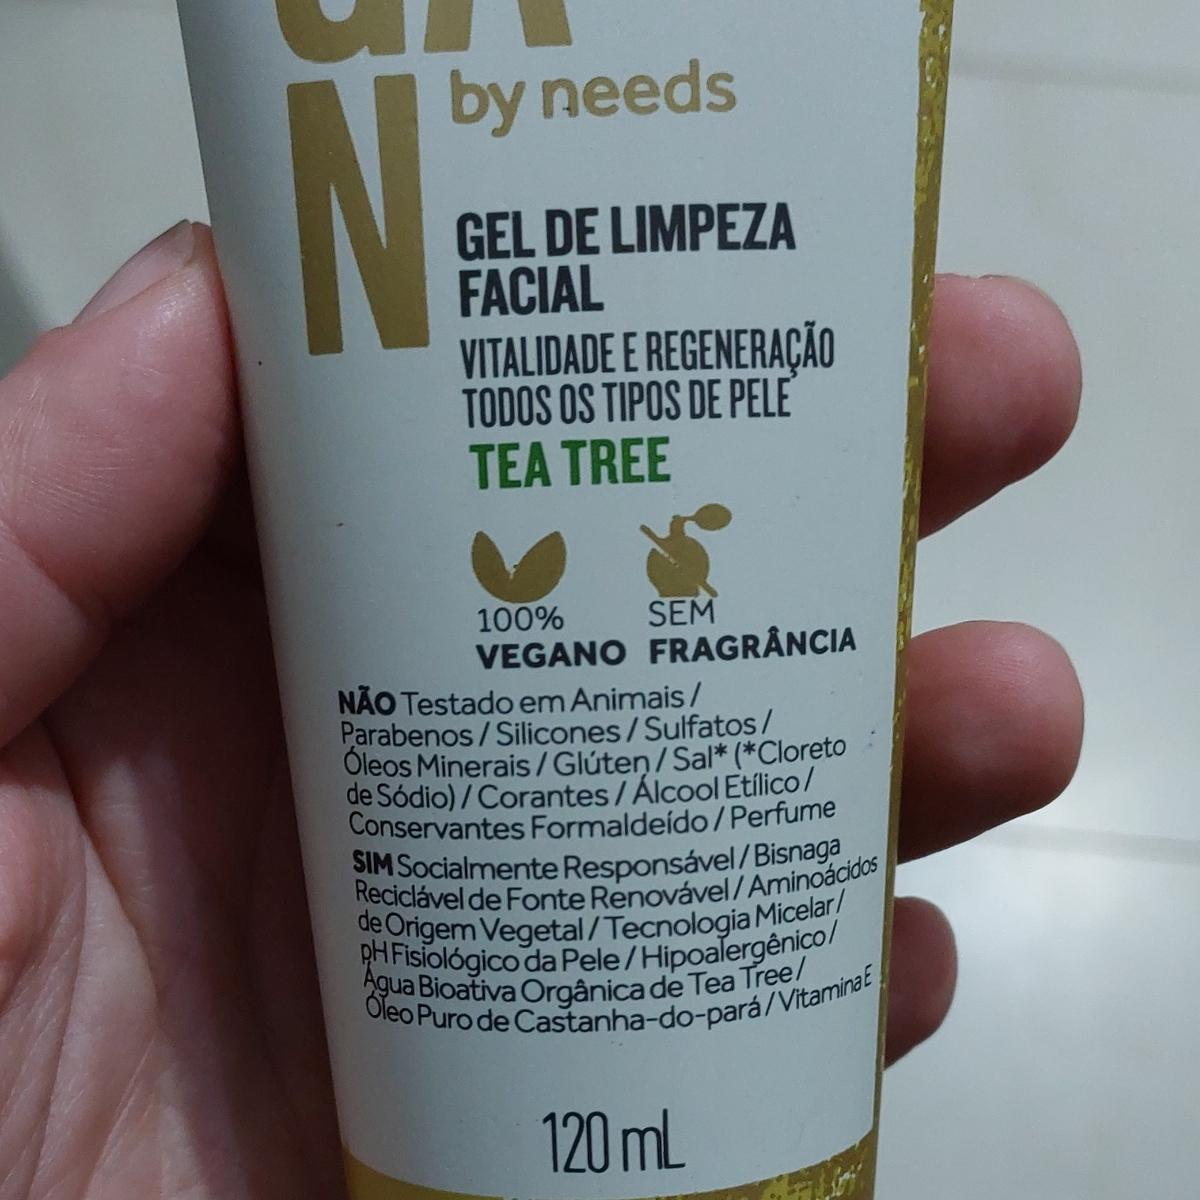 GAN
by needs
GEL DE LIMPEZA
FACIAL
VITALIDADE E REGENERAÇÃO
TODOS OS TIPOS DE PELE
TEA TREE
100% VEGANO
SEM FRAGRÂNCIA
NÃO Testado em Animais /
Parabenos / Silicones / Sulfatos /
Óleos Minerais / Glúten / Sal* (*Cloreto
de Sódio) / Corantes / Álcool Etílico /
Conservantes Formaldeído / Perfume
SIM Socialmente Responsável / Bisnaga
Reciclável de Fonte Renovável / Aminoácidos
de Origem Vegetal / Tecnologia Micelar /
pH Fisiológico da Pele / Hipoalergênico /
Água Bioativa Orgânica de Tea Tree /
Óleo Puro de Castanha-do-pará / Vitamina E
120 mL